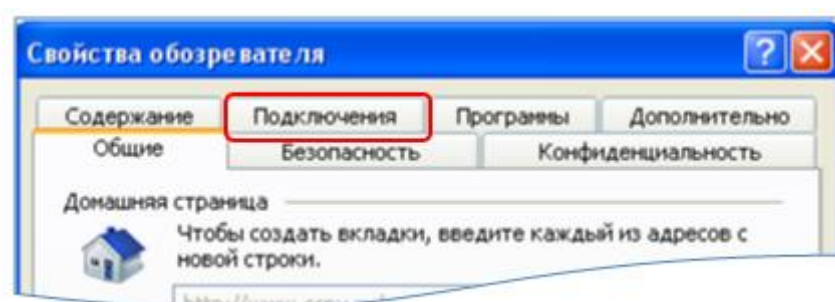 Свойства обозревателя
Содержание Подключения Программы Дополнительно
Общие Безопасность Конфиденциальность
Домашняя страница
Чтобы создать вкладки, введите каждый из адресов с
новой строки.